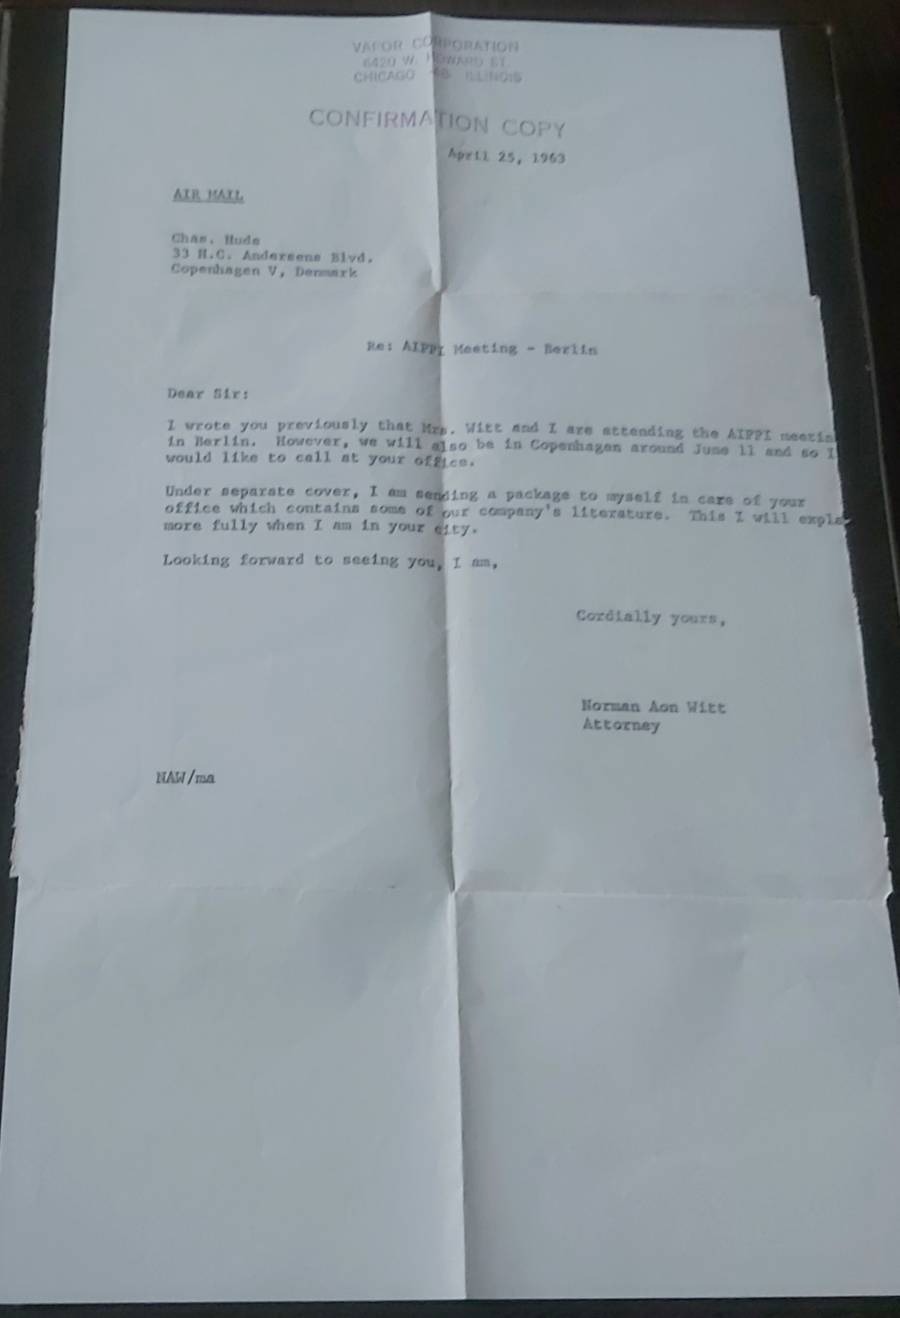 VAPOR CORPORATION
6420 W. HOWARD ST.
CHICAGO 48 ILLINOIS
CONFIRMATION COPY
April 25, 1963
AIR MAIL
Chas. Hude
33 H.C. Andersens Blvd.
Copenhagen V, Denmark
Re: AIPPI Meeting - Berlin
Dear Sir:
I wrote you previously that Mrs. Witt and I are attending the AIPPI meetin
in Berlin. However, we will also be in Copenhagen around June 11 and so I
would like to call at your office.
Under separate cover, I am sending a package to myself in care of your
office which contains some of our company's literature. This I will expla
more fully when I am in your city.
Looking forward to seeing you, I am,
Cordially yours,
Norman Aon Witt
Attorney
NAW/ma